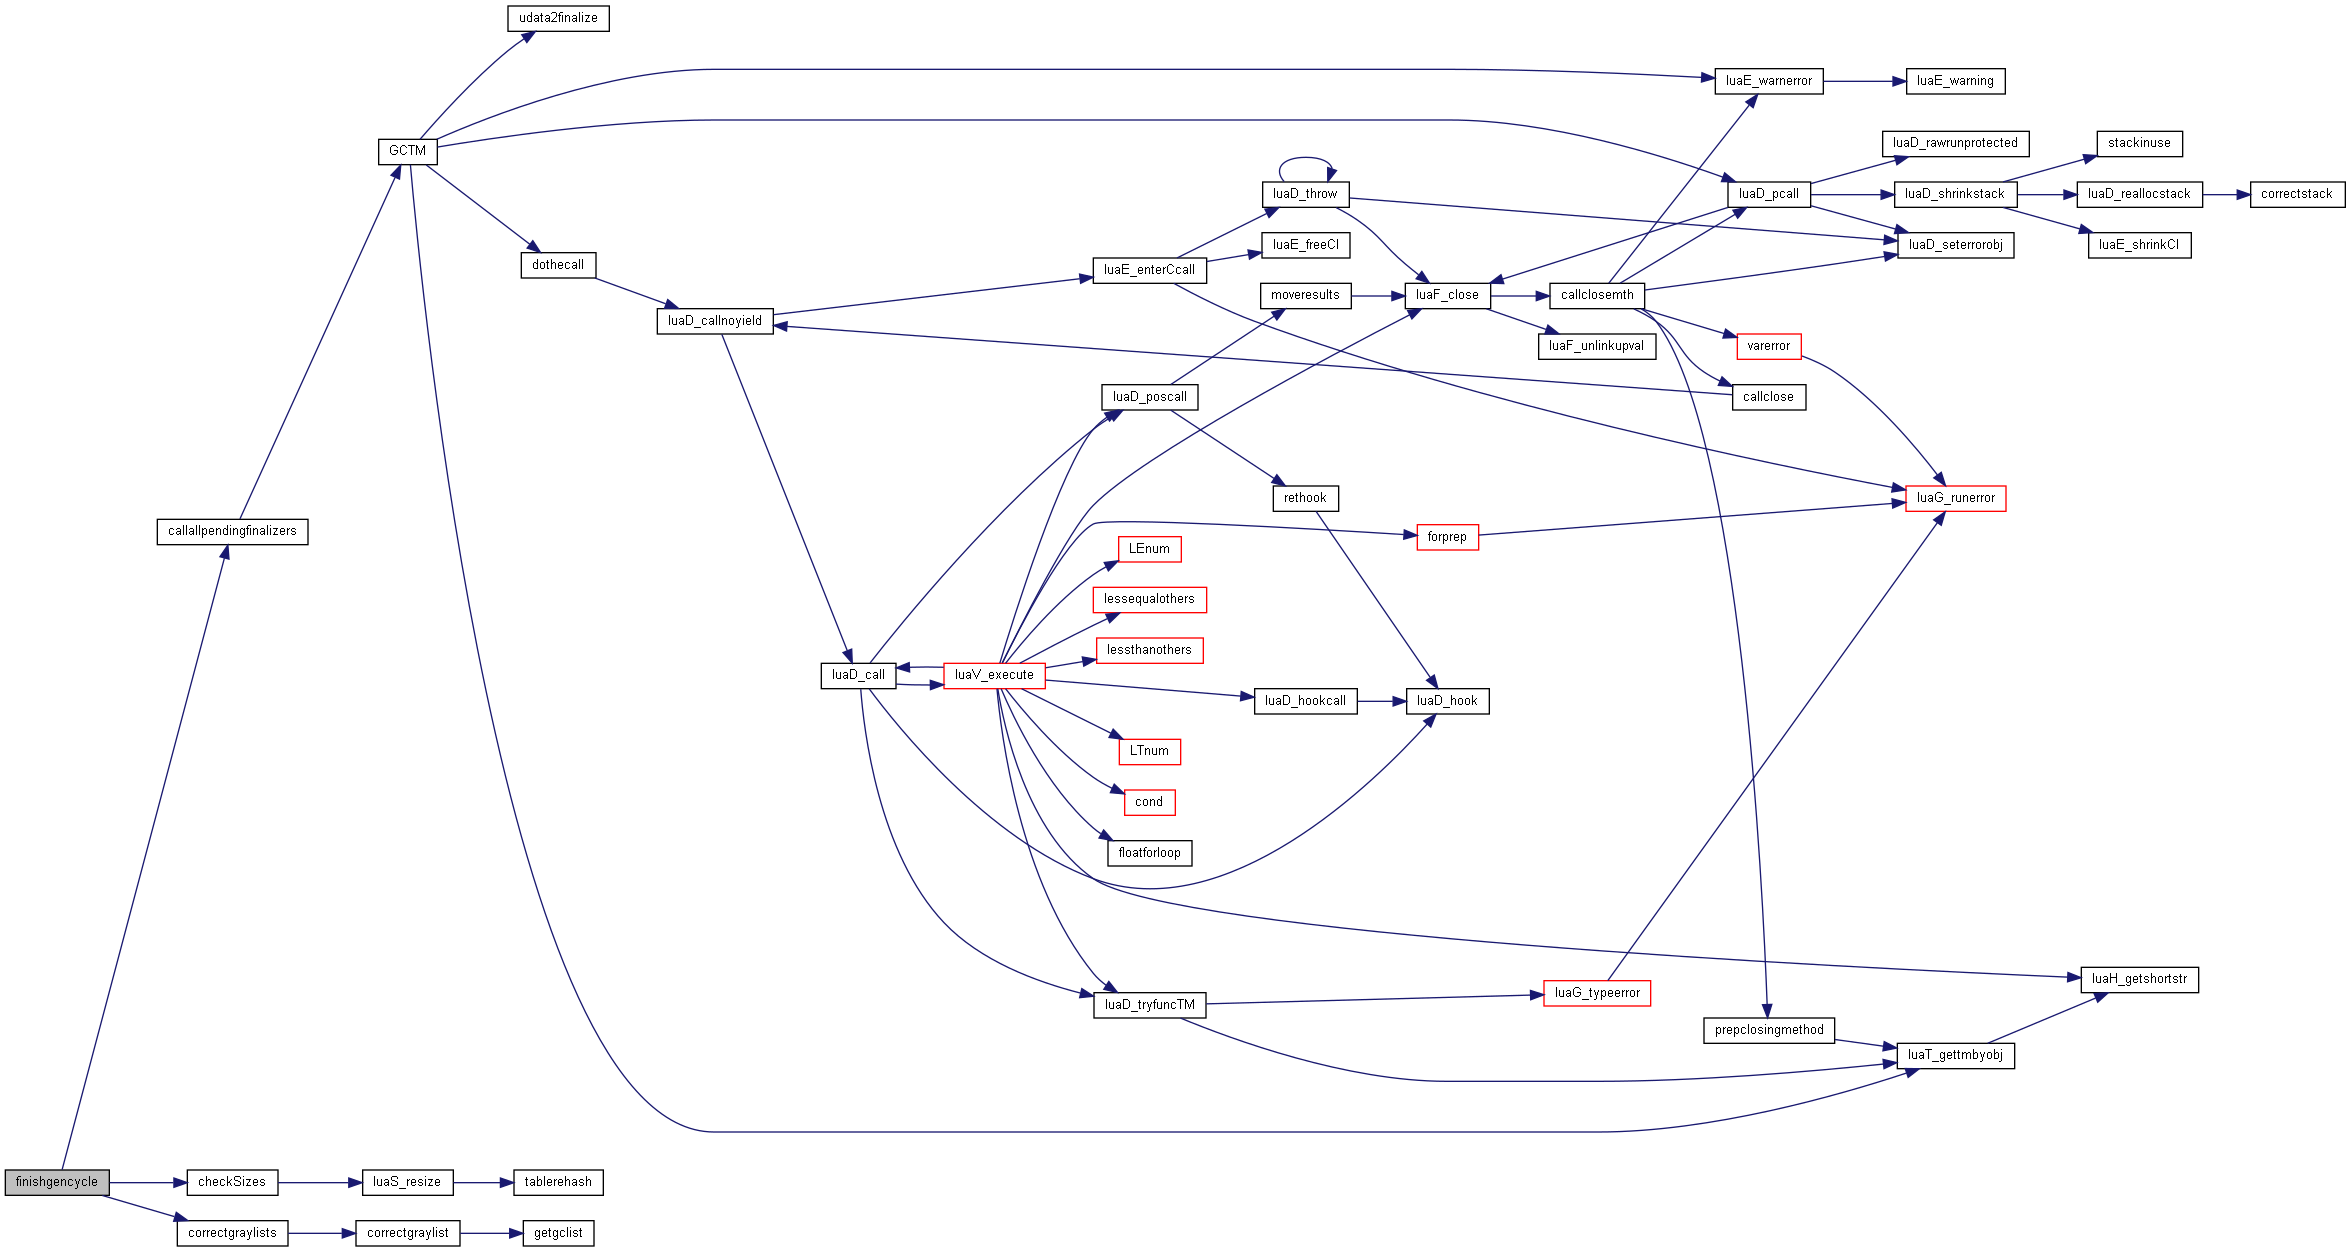 udata2finalize
luaE_warnerror
luaE_warning
GCTM
luaD_rawrunprotected
stackinuse
luaD_throw
luaD_pcall
luaD_shrinkstack
luaD_reallocstack
correctstack
luaE_freeCI
luaD_seterrorobj
luaE_shrinkCI
dothecall
luaE_enterCcall
moveresults
luaF_close
callclosemth
luaD_callnoyield
luaF_unlinkupval
varerror
luaD_poscall
callclose
rethook
luaG_runerror
callallpendingfinalizers
forprep
LEnum
lessequalothers
lessthanothers
luaD_call
luaV_execute
luaD_hookcall
luaD_hook
LTnum
cond
floatforloop
luaH_getshortstr
luaD_tryfuncTM
luaG_typeerror
prepclosingmethod
luaT_gettmbyobj
finishgencycle
checkSizes
luaS_resize
tablerehash
correctgraylists
correctgraylist
getgclist